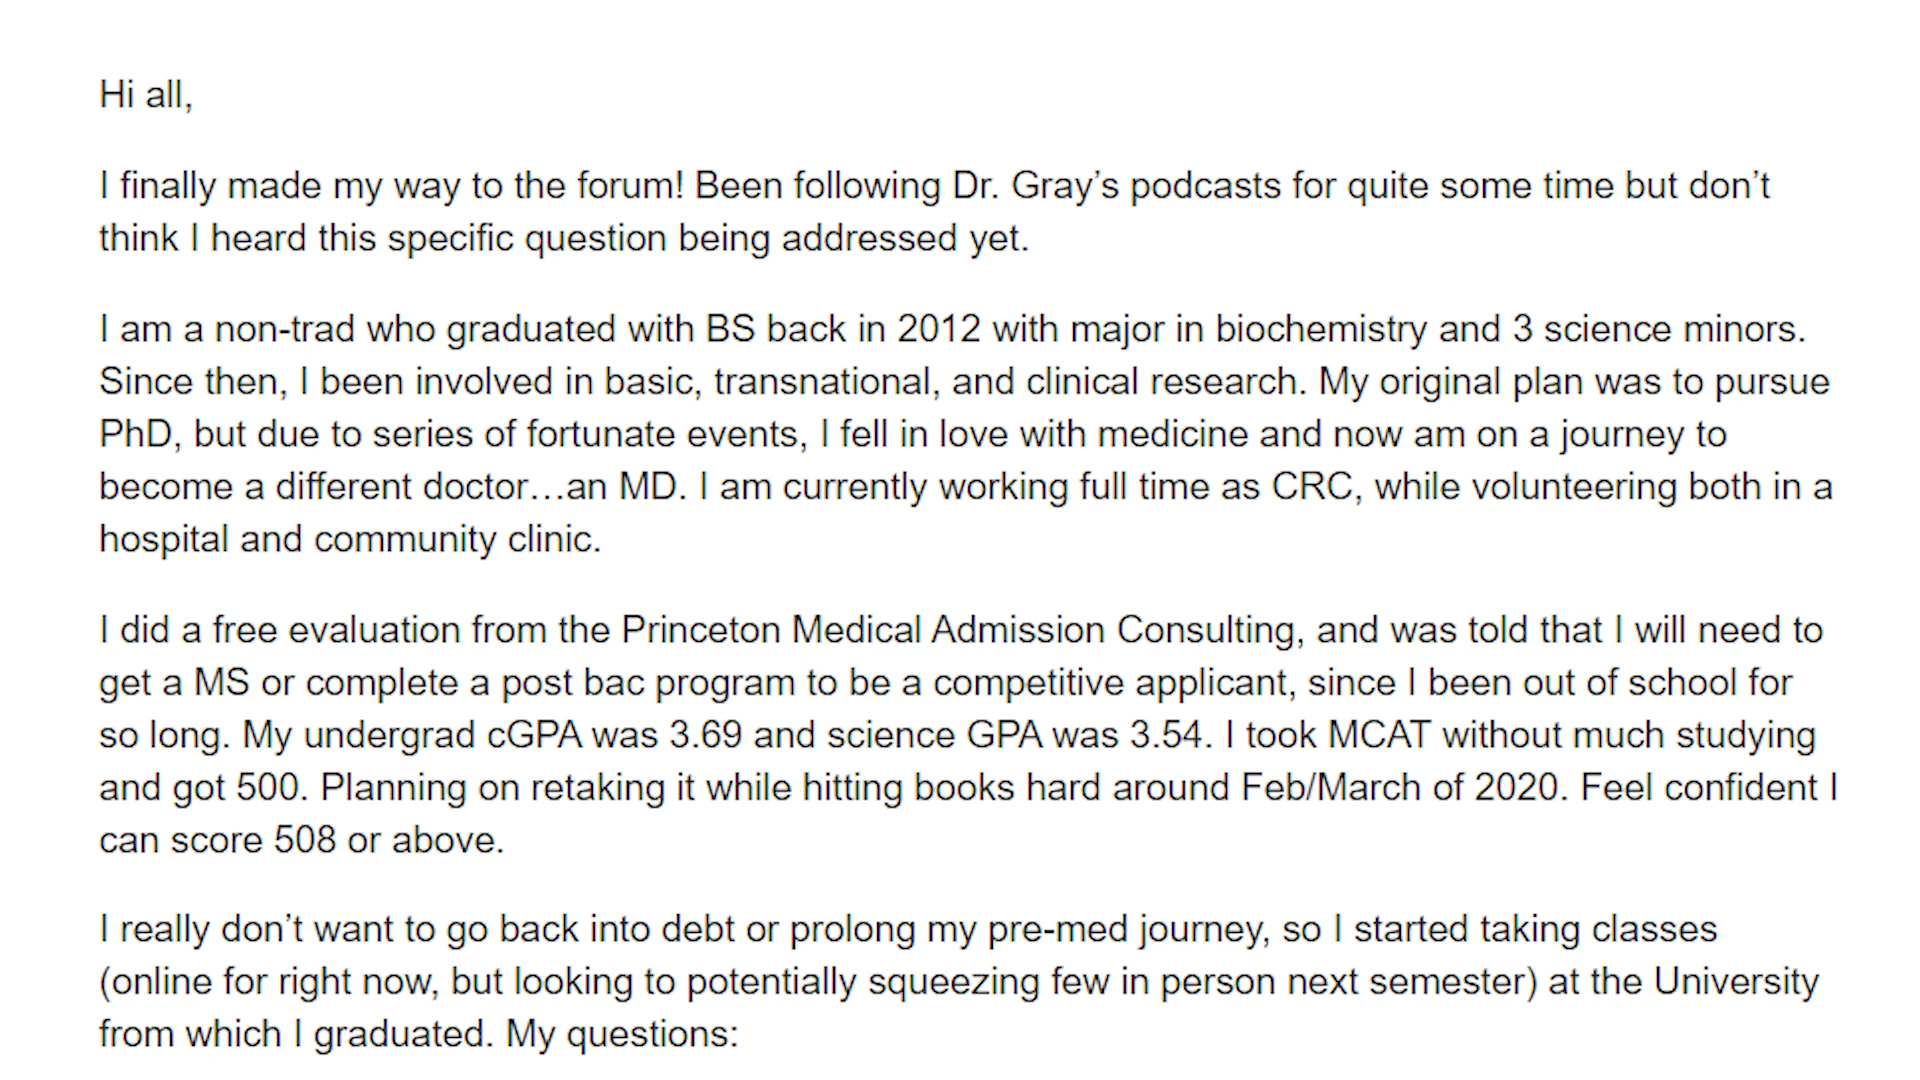 Hi all,
I finally made my way to the forum! Been following Dr. Gray’s podcasts for quite some time but don’t
think I heard this specific question being addressed yet.
I am a non-trad who graduated with BS back in 2012 with major in biochemistry and 3 science minors.
Since then, I been involved in basic, transnational, and clinical research. My original plan was to pursue
PhD, but due to series of fortunate events, I fell in love with medicine and now am on a journey to
become a different doctor…an MD. I am currently working full time as CRC, while volunteering both in a
hospital and community clinic.
I did a free evaluation from the Princeton Medical Admission Consulting, and was told that I will need to
get a MS or complete a post bac program to be a competitive applicant, since I been out of school for
so long. My undergrad cGPA was 3.69 and science GPA was 3.54. I took MCAT without much studying
and got 500. Planning on retaking it while hitting books hard around Feb/March of 2020. Feel confident I
can score 508 or above.
I really don’t want to go back into debt or prolong my pre-med journey, so I started taking classes
(online for right now, but looking to potentially squeezing few in person next semester) at the University
from which I graduated. My questions: